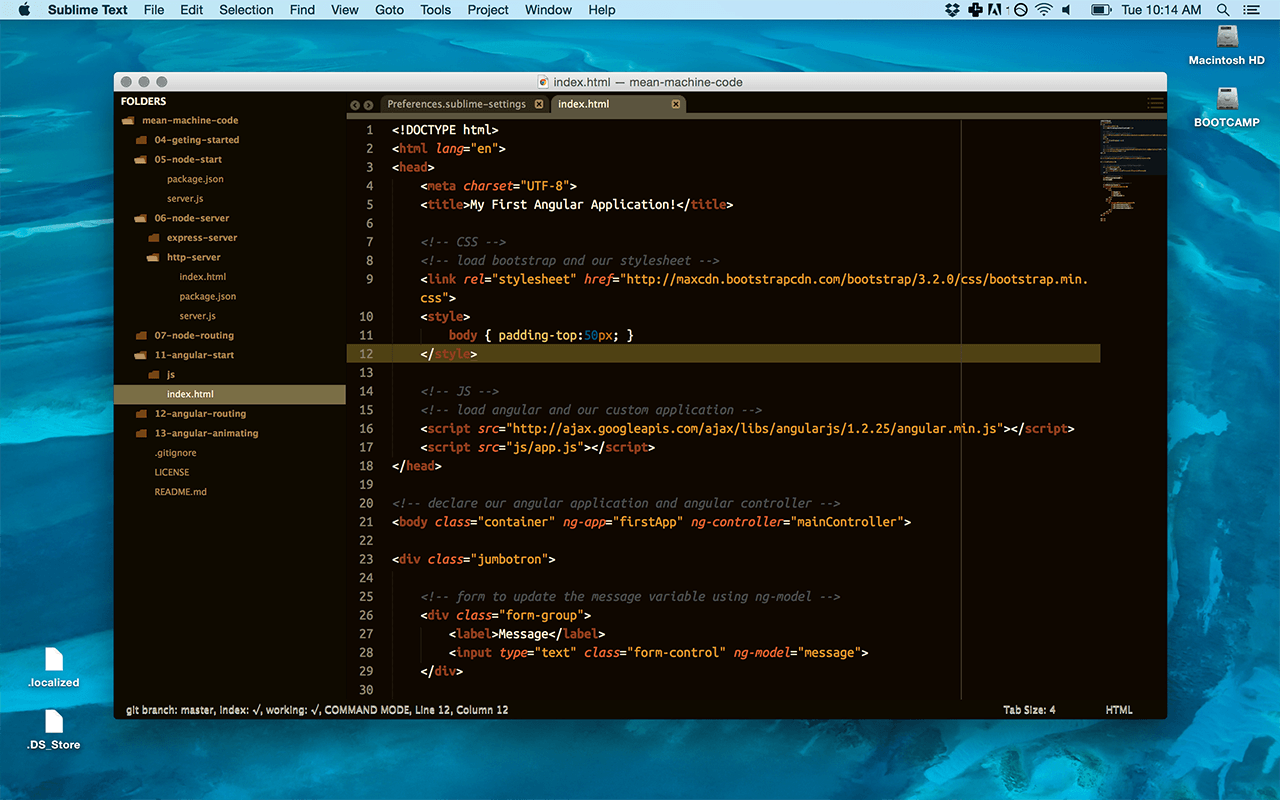 Sublime Text File Edit Selection Find View Goto Tools Project Window Help Tue 10:14 AM
Macintosh HD
BOOTCAMP
.localized
.DS_Store
index.html — mean-machine-code
FOLDERS
mean-machine-code
04-geting-started
05-node-start
package.json
server.js
06-node-server
express-server
http-server
index.html
package.json
server.js
07-node-routing
11-angular-start
js
index.html
12-angular-routing
13-angular-animating
.gitignore
LICENSE
README.md
Preferences.sublime-settings index.html
1 <!DOCTYPE html>
2 <html lang="en">
3 <head>
4 <meta charset="UTF-8">
5 <title>My First Angular Application!</title>
6
7 <!-- CSS -->
8 <!-- load bootstrap and our stylesheet -->
9 <link rel="stylesheet" href="http://maxcdn.bootstrapcdn.com/bootstrap/3.2.0/css/bootstrap.min.
css">
10 <style>
11 body { padding-top:50px; }
12 </style>
13
14 <!-- JS -->
15 <!-- load angular and our custom application -->
16 <script src="http://ajax.googleapis.com/ajax/libs/angularjs/1.2.25/angular.min.js"></script>
17 <script src="js/app.js"></script>
18 </head>
19
20 <!-- declare our angular application and angular controller -->
21 <body class="container" ng-app="firstApp" ng-controller="mainController">
22
23 <div class="jumbotron">
24
25 <!-- form to update the message variable using ng-model -->
26 <div class="form-group">
27 <label>Message</label>
28 <input type="text" class="form-control" ng-model="message">
29 </div>
30
git branch: master, index: √, working: √, COMMAND MODE, Line 12, Column 12 Tab Size: 4 HTML